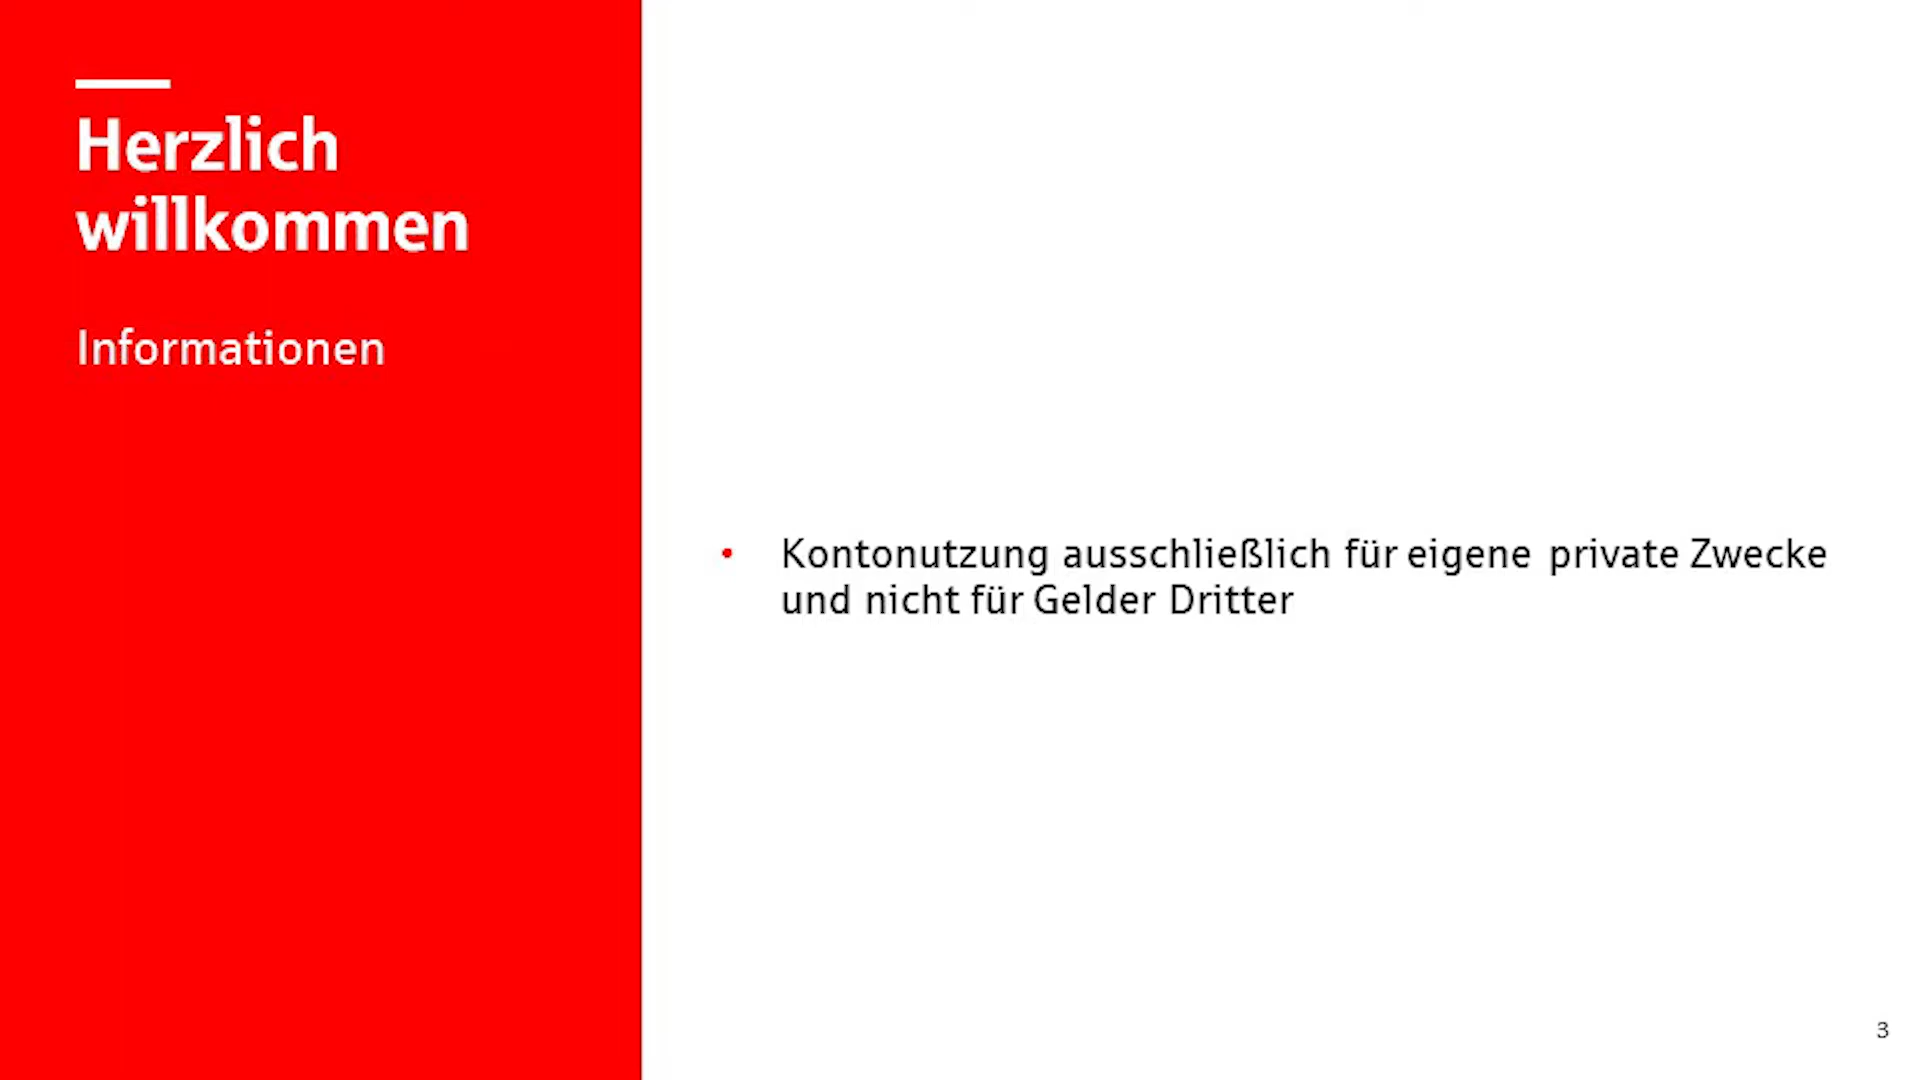 Herzlich
willkommen
Informationen
• Kontonutzung ausschließlich für eigene private Zwecke
und nicht für Gelder Dritter
3